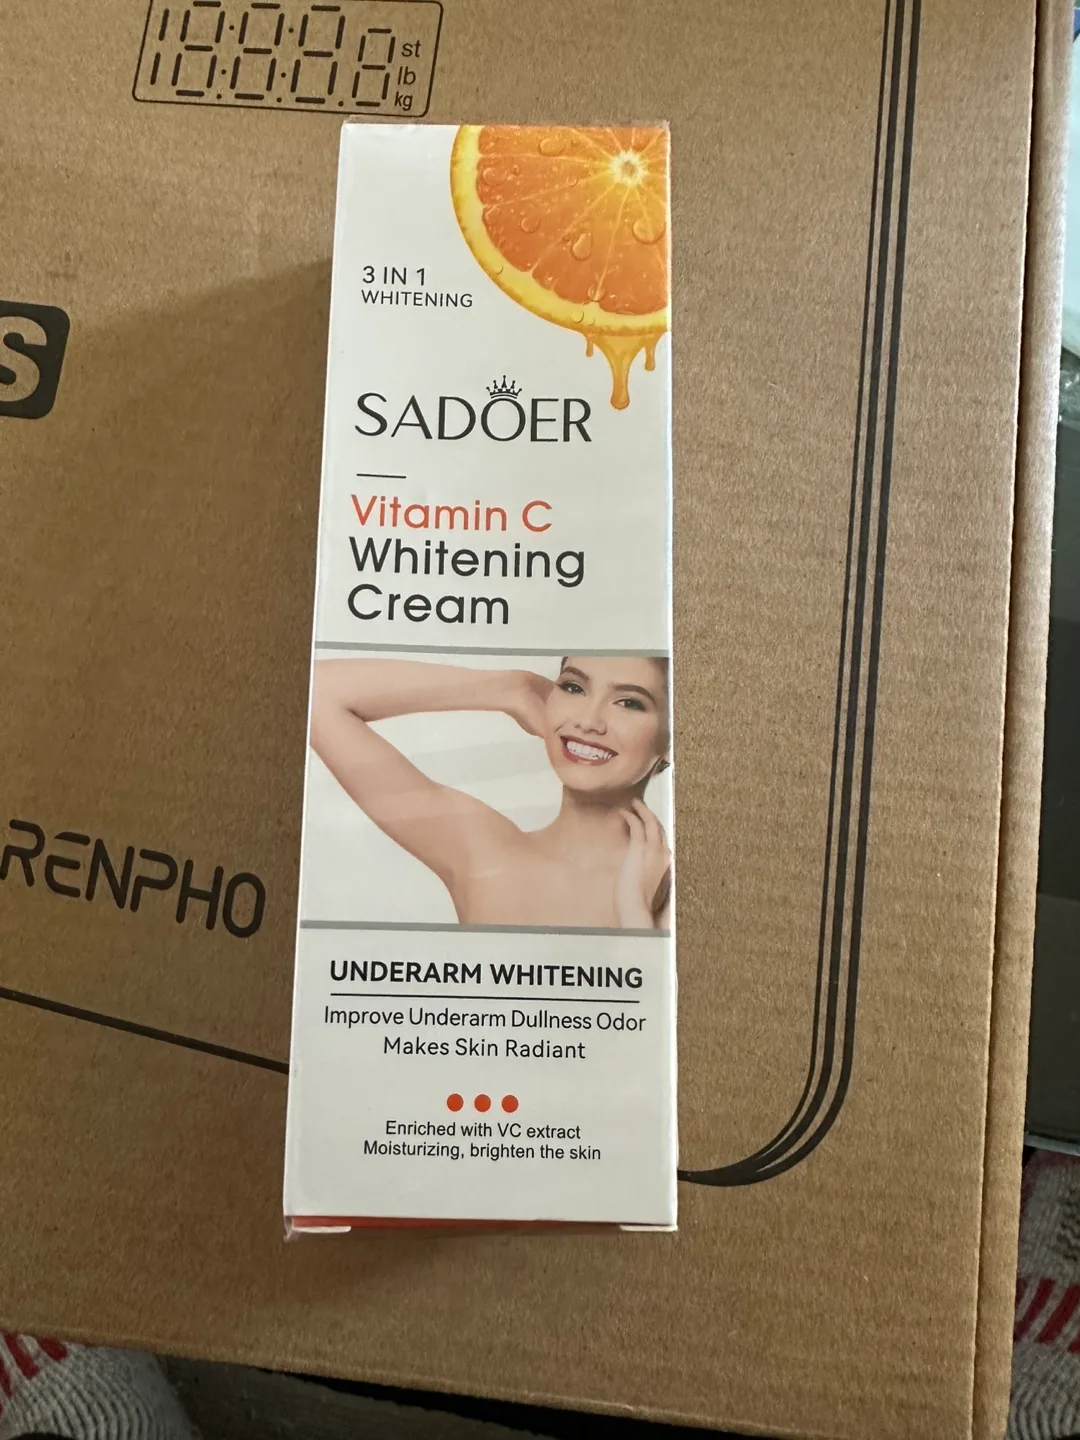 st
lb
kg
3 IN 1
WHITENING
SADOER
Vitamin C
Whitening
Cream
S
RENPHO
UNDERARM WHITENING
Improve Underarm Dullness Odor
Makes Skin Radiant
Enriched with VC extract
Moisturizing, brighten the skin